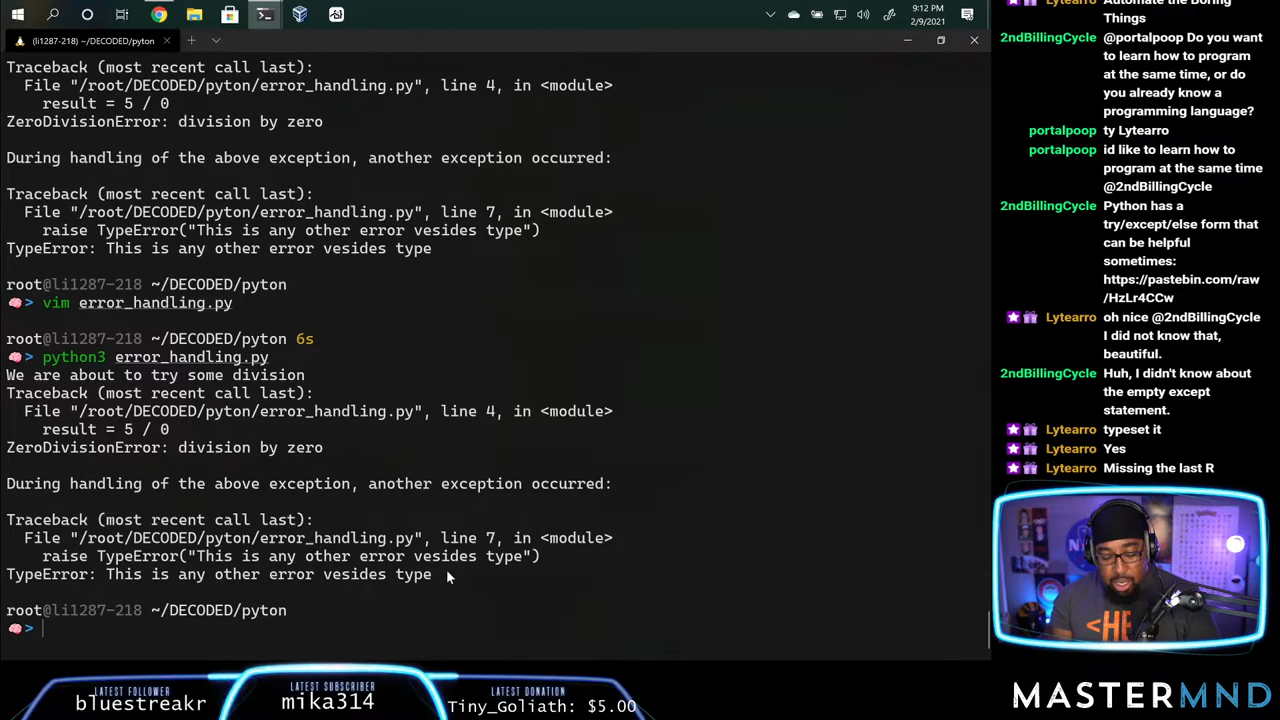 9:12 PM
2/9/2021
(li1287-218) ~/DECODED/pyton
Traceback (most recent call last):
File "/root/DECODED/pyton/error_handling.py", line 4, in <module>
result = 5 / 0
ZeroDivisionError: division by zero
During handling of the above exception, another exception occurred:
Traceback (most recent call last):
File "/root/DECODED/pyton/error_handling.py", line 7, in <module>
raise TypeError("This is any other error vesides type")
TypeError: This is any other error vesides type
root@li1287-218 ~/DECODED/pyton
> vim error_handling.py
root@li1287-218 ~/DECODED/pyton 6s
> python3 error_handling.py
We are about to try some division
Traceback (most recent call last):
File "/root/DECODED/pyton/error_handling.py", line 4, in <module>
result = 5 / 0
ZeroDivisionError: division by zero
During handling of the above exception, another exception occurred:
Traceback (most recent call last):
File "/root/DECODED/pyton/error_handling.py", line 7, in <module>
raise TypeError("This is any other error vesides type")
TypeError: This is any other error vesides type
root@li1287-218 ~/DECODED/pyton
>
Lytearro Automate the Boring
Things
2ndBillingCycle @portalpoop Do you want
to learn how to program
at the same time, or do
you already know a
programming language?
portalpoop ty Lytearro
portalpoop id like to learn how to
program at the same time
@2ndBillingCycle
2ndBillingCycle Python has a
try/except/else form that
can be helpful
sometimes:
https://pastebin.com/raw
/HzLr4CCw
Lytearro oh nice @2ndBillingCycle
I did not know that,
beautiful.
2ndBillingCycle Huh, I didn't know about
the empty except
statement.
Lytearro typeset it
Lytearro Yes
Lytearro Missing the last R
<HE
LATEST FOLLOWER
bluestreakr
LATEST SUBSCRIBER
mika314
LATEST DONATION
Tiny_Goliath: $5.00
MASTERMND